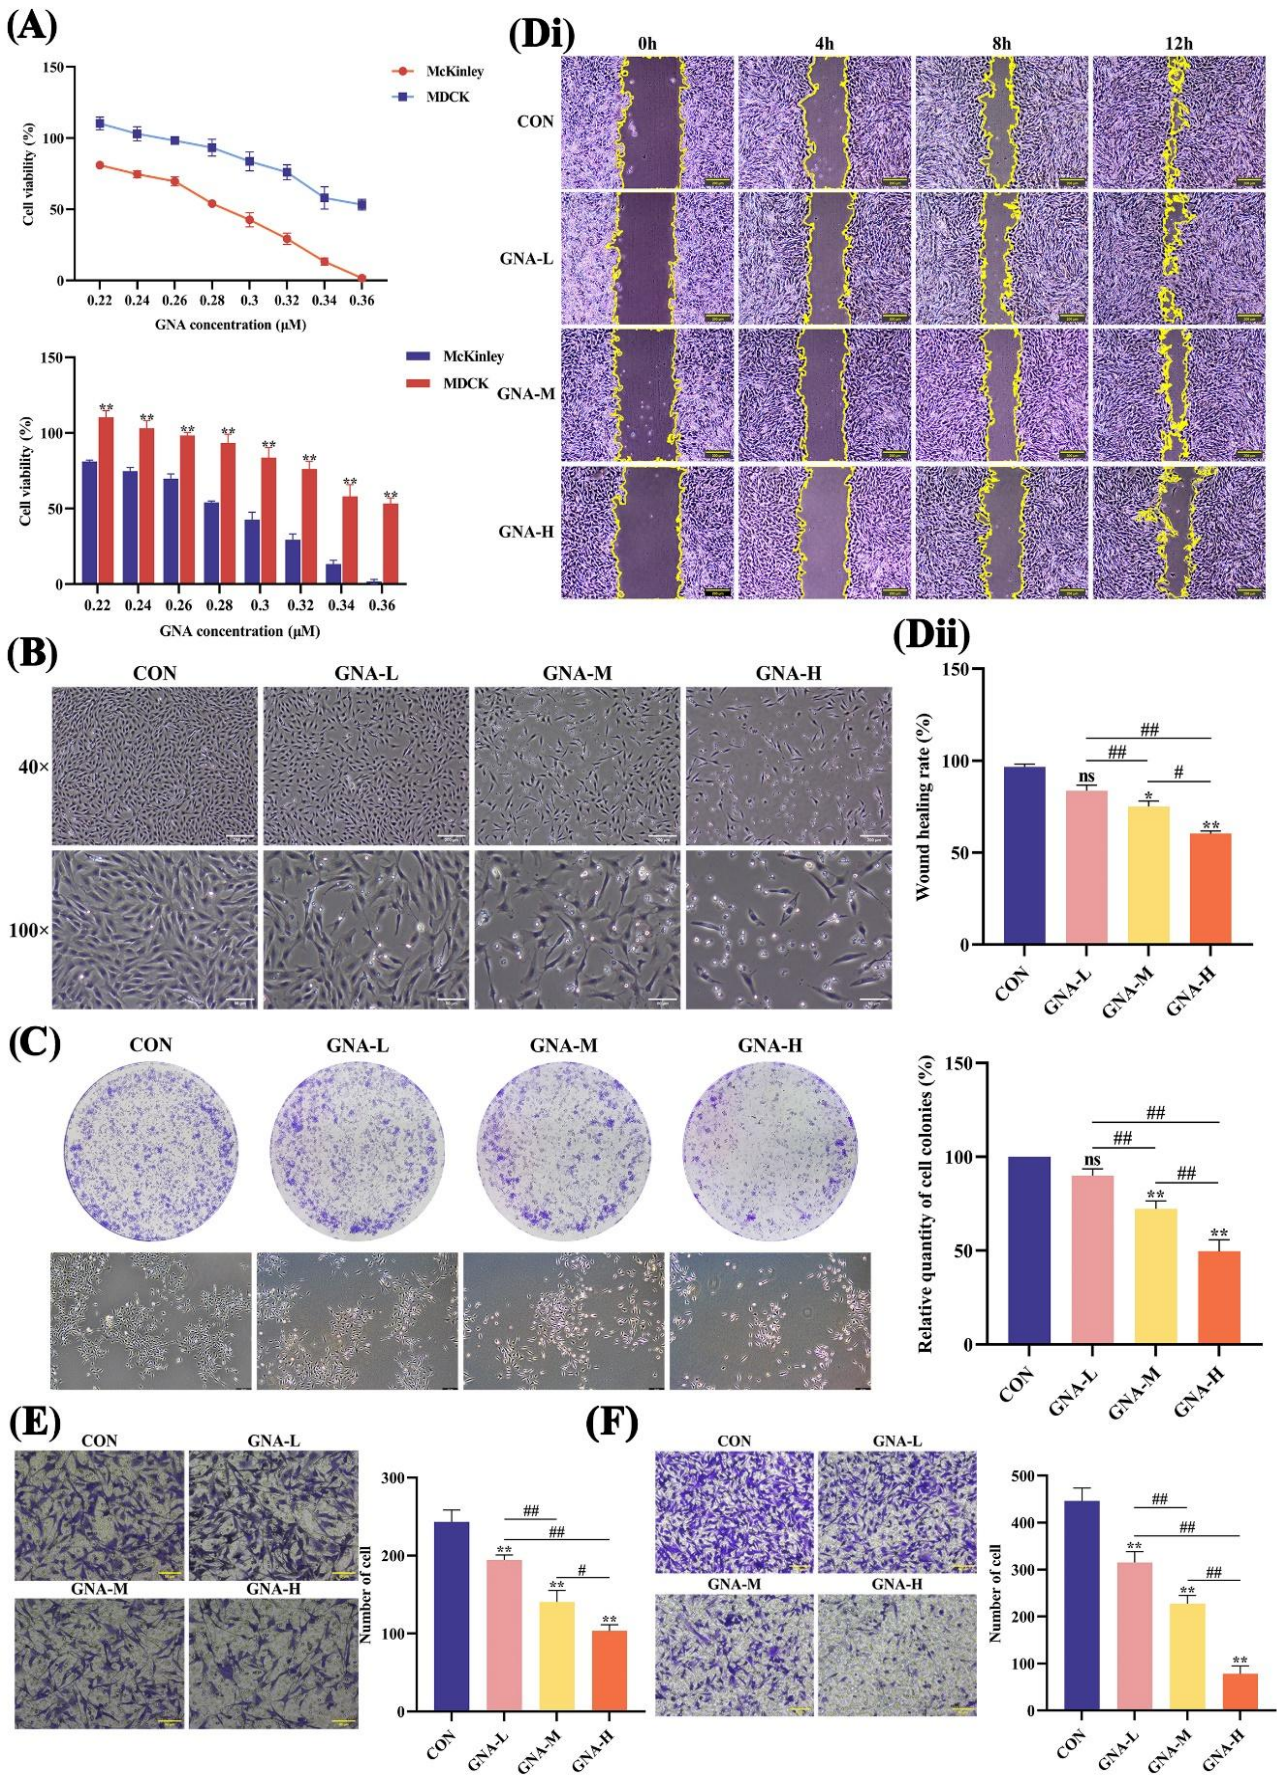 (A)
150
100
50
0
Cell viability (%)
0.22 0.24 0.26 0.28 0.3 0.32 0.34 0.36
GNA concentration (μM)
McKinley
MDCK
150
100
50
0
Cell viability (%)
** ** ** ** ** ** ** **
0.22 0.24 0.26 0.28 0.3 0.32 0.34 0.36
GNA concentration (μM)
McKinley
MDCK
(Di)
0h 4h 8h 12h
CON
GNA-L
GNA-M
GNA-H
(B)
CON GNA-L GNA-M GNA-H
40×
100×
(Dii)
150
100
50
0
Wound healing rate (%)
##
##
#
ns
*
**
CON GNA-L GNA-M GNA-H
(C)
CON GNA-L GNA-M GNA-H
150
100
50
0
Relative quantity of cell colonies (%)
##
##
##
ns
**
**
CON GNA-L GNA-M GNA-H
(E)
CON GNA-L
GNA-M GNA-H
300
200
100
0
Number of cell
##
##
#
**
**
**
CON GNA-L GNA-M GNA-H
(F)
CON GNA-L
GNA-M GNA-H
500
400
300
200
100
0
Number of cell
##
##
##
**
**
**
CON GNA-L GNA-M GNA-H